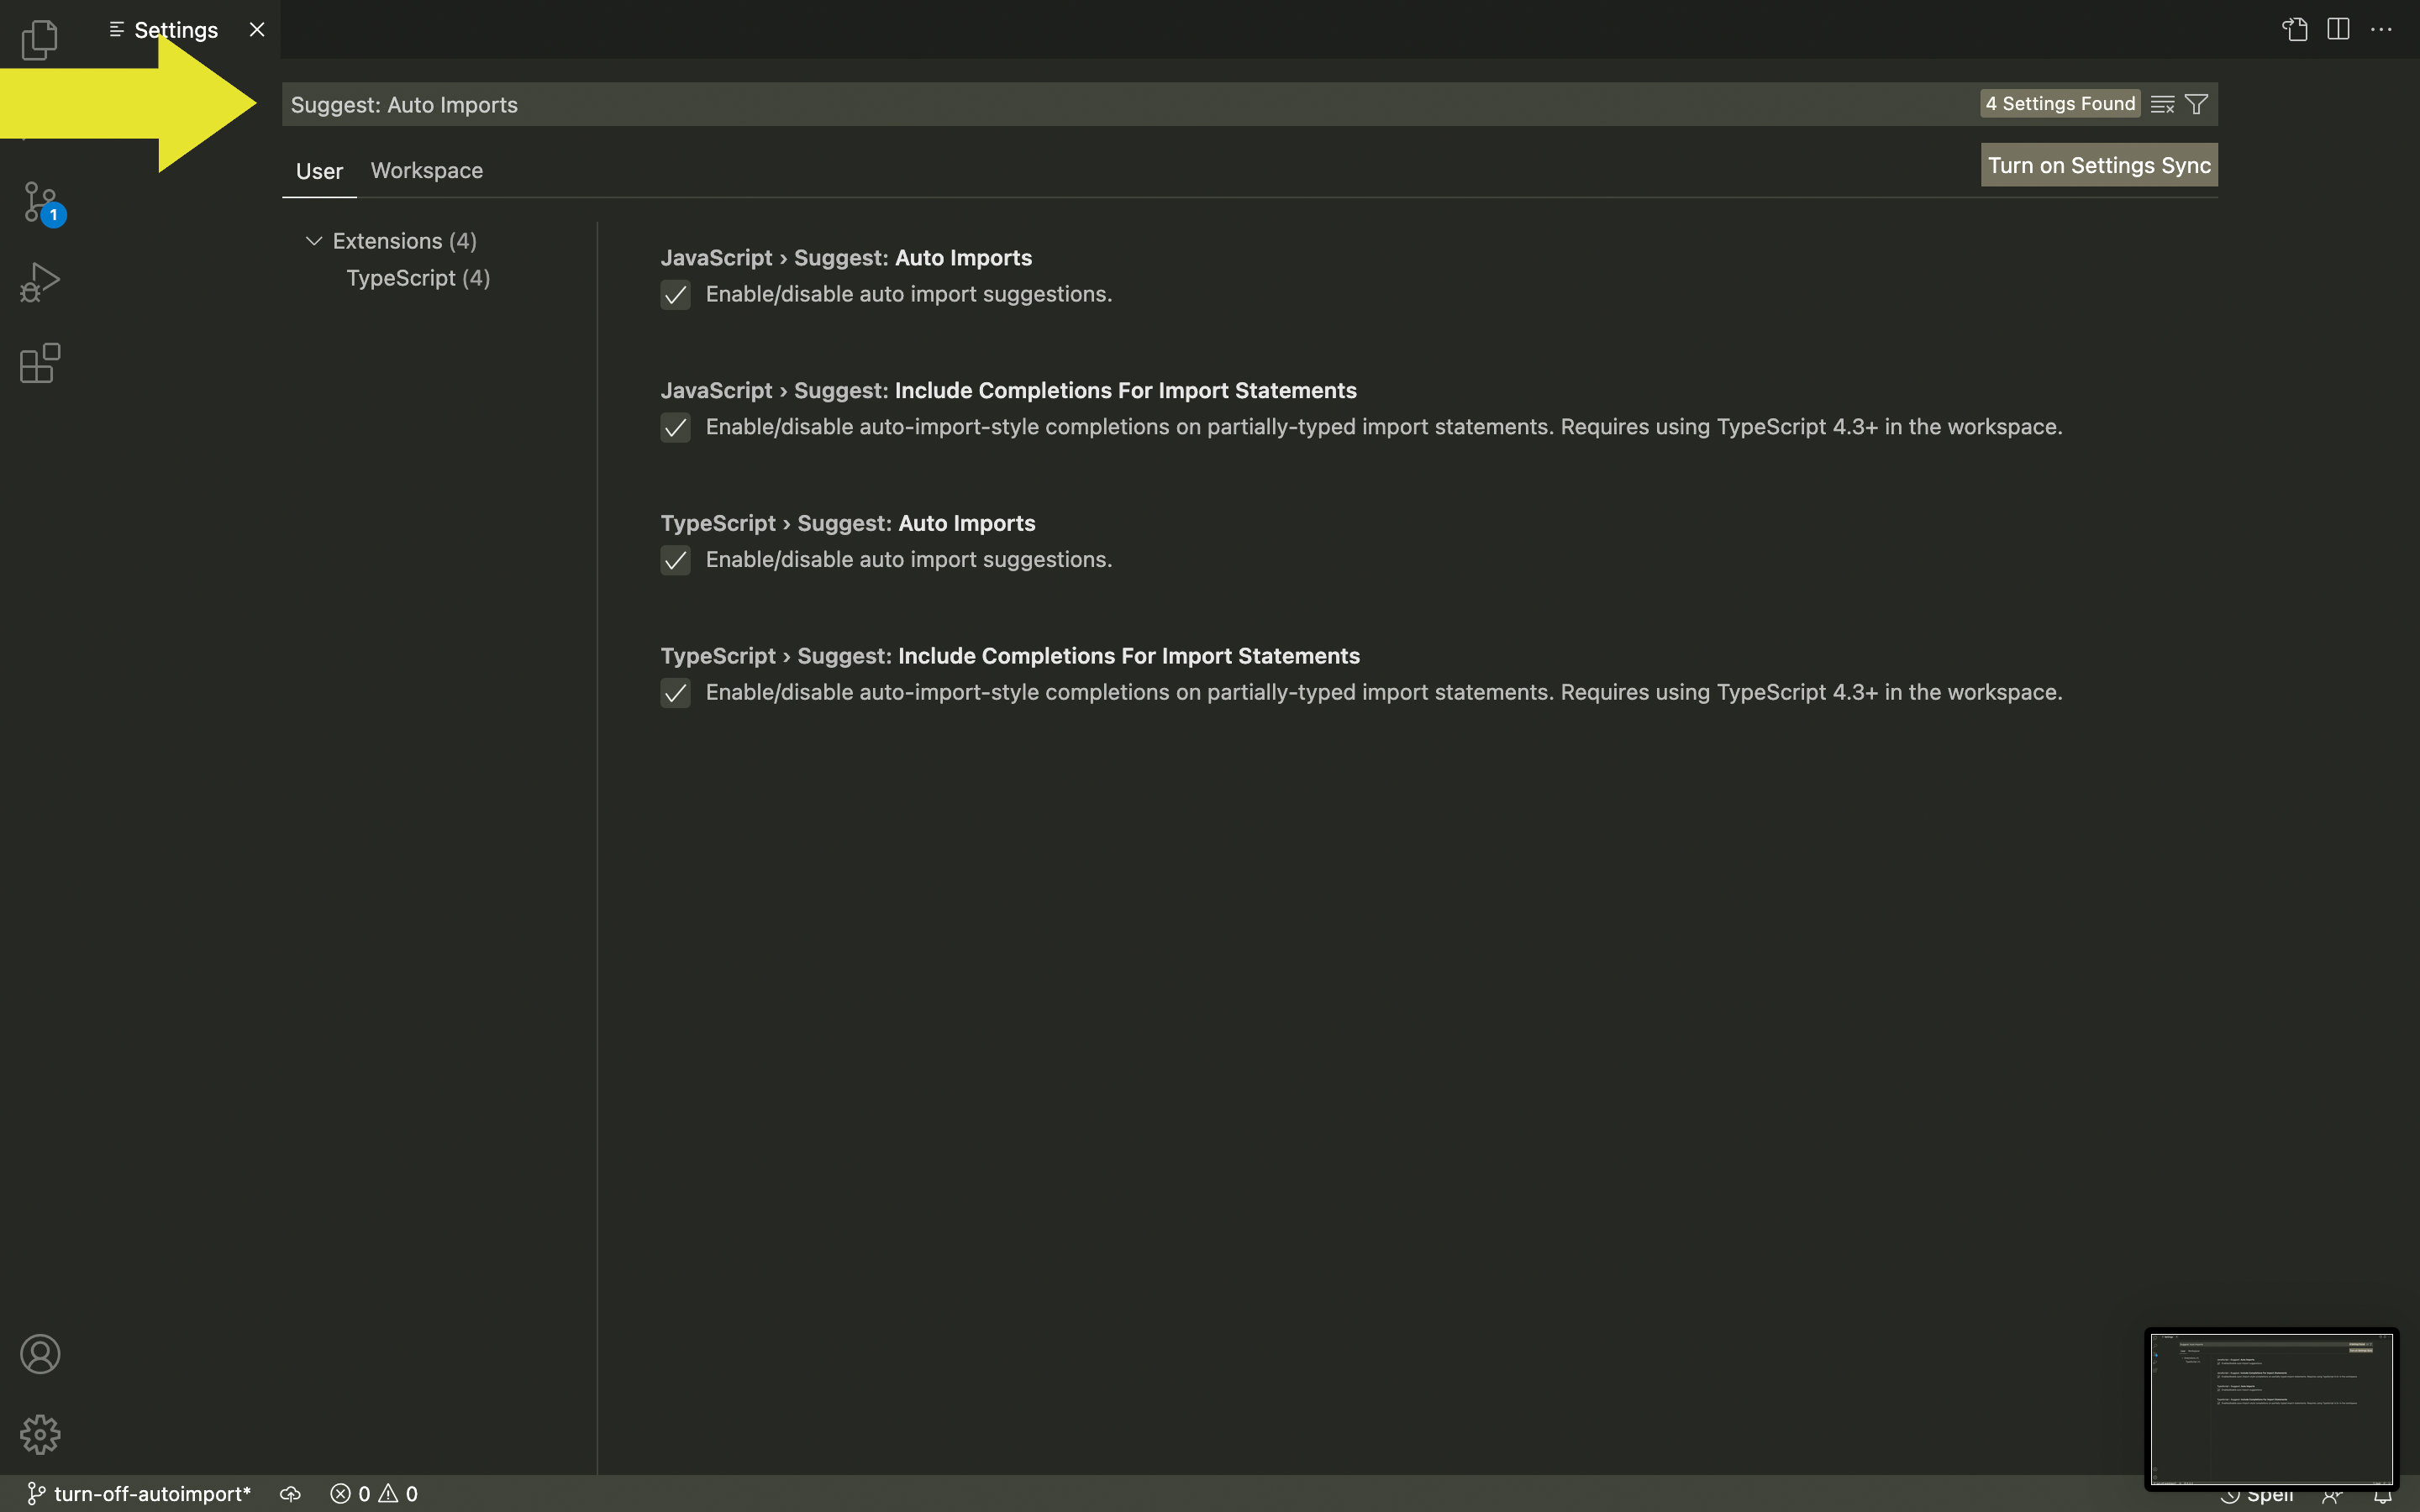 Settings
Suggest: Auto Imports
4 Settings Found
User Workspace
Turn on Settings Sync
1
Extensions (4)
TypeScript (4)
JavaScript › Suggest: Auto Imports
Enable/disable auto import suggestions.
JavaScript › Suggest: Include Completions For Import Statements
Enable/disable auto-import-style completions on partially-typed import statements. Requires using TypeScript 4.3+ in the workspace.
TypeScript › Suggest: Auto Imports
Enable/disable auto import suggestions.
TypeScript › Suggest: Include Completions For Import Statements
Enable/disable auto-import-style completions on partially-typed import statements. Requires using TypeScript 4.3+ in the workspace.
turn-off-autoimport* 0 0 Spell